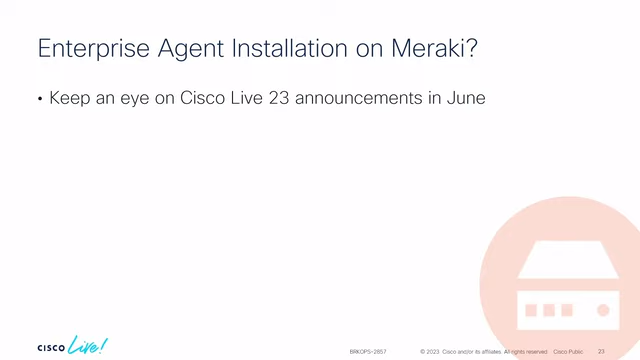 Enterprise Agent Installation on Meraki?
• Keep an eye on Cisco Live 23 announcements in June
CISCO Live!
BRKOPS-2857 © 2023 Cisco and/or its affiliates. All rights reserved. Cisco Public 23